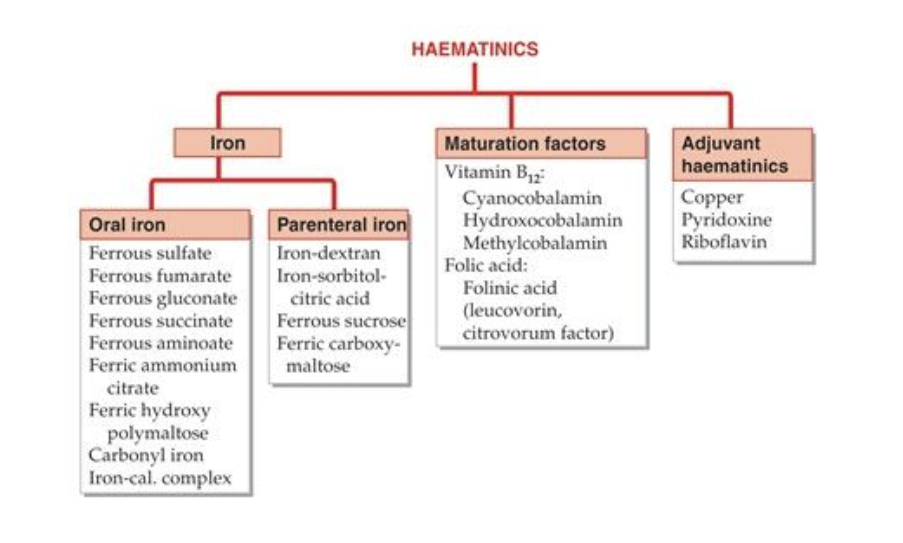 HAEMATINICS
Iron
Oral iron
Ferrous sulfate
Ferrous fumarate
Ferrous gluconate
Ferrous succinate
Ferrous aminoate
Ferric ammonium
citrate
Ferric hydroxy
polymaltose
Carbonyl iron
Iron-cal. complex
Parenteral iron
Iron-dextran
Iron-sorbitol-
citric acid
Ferrous sucrose
Ferric carboxy-
maltose
Maturation factors
Vitamin B₁₂:
Cyanocobalamin
Hydroxocobalamin
Methylcobalamin
Folic acid:
Folinic acid
(leucovorin,
citrovorum factor)
Adjuvant
haematinics
Copper
Pyridoxine
Riboflavin